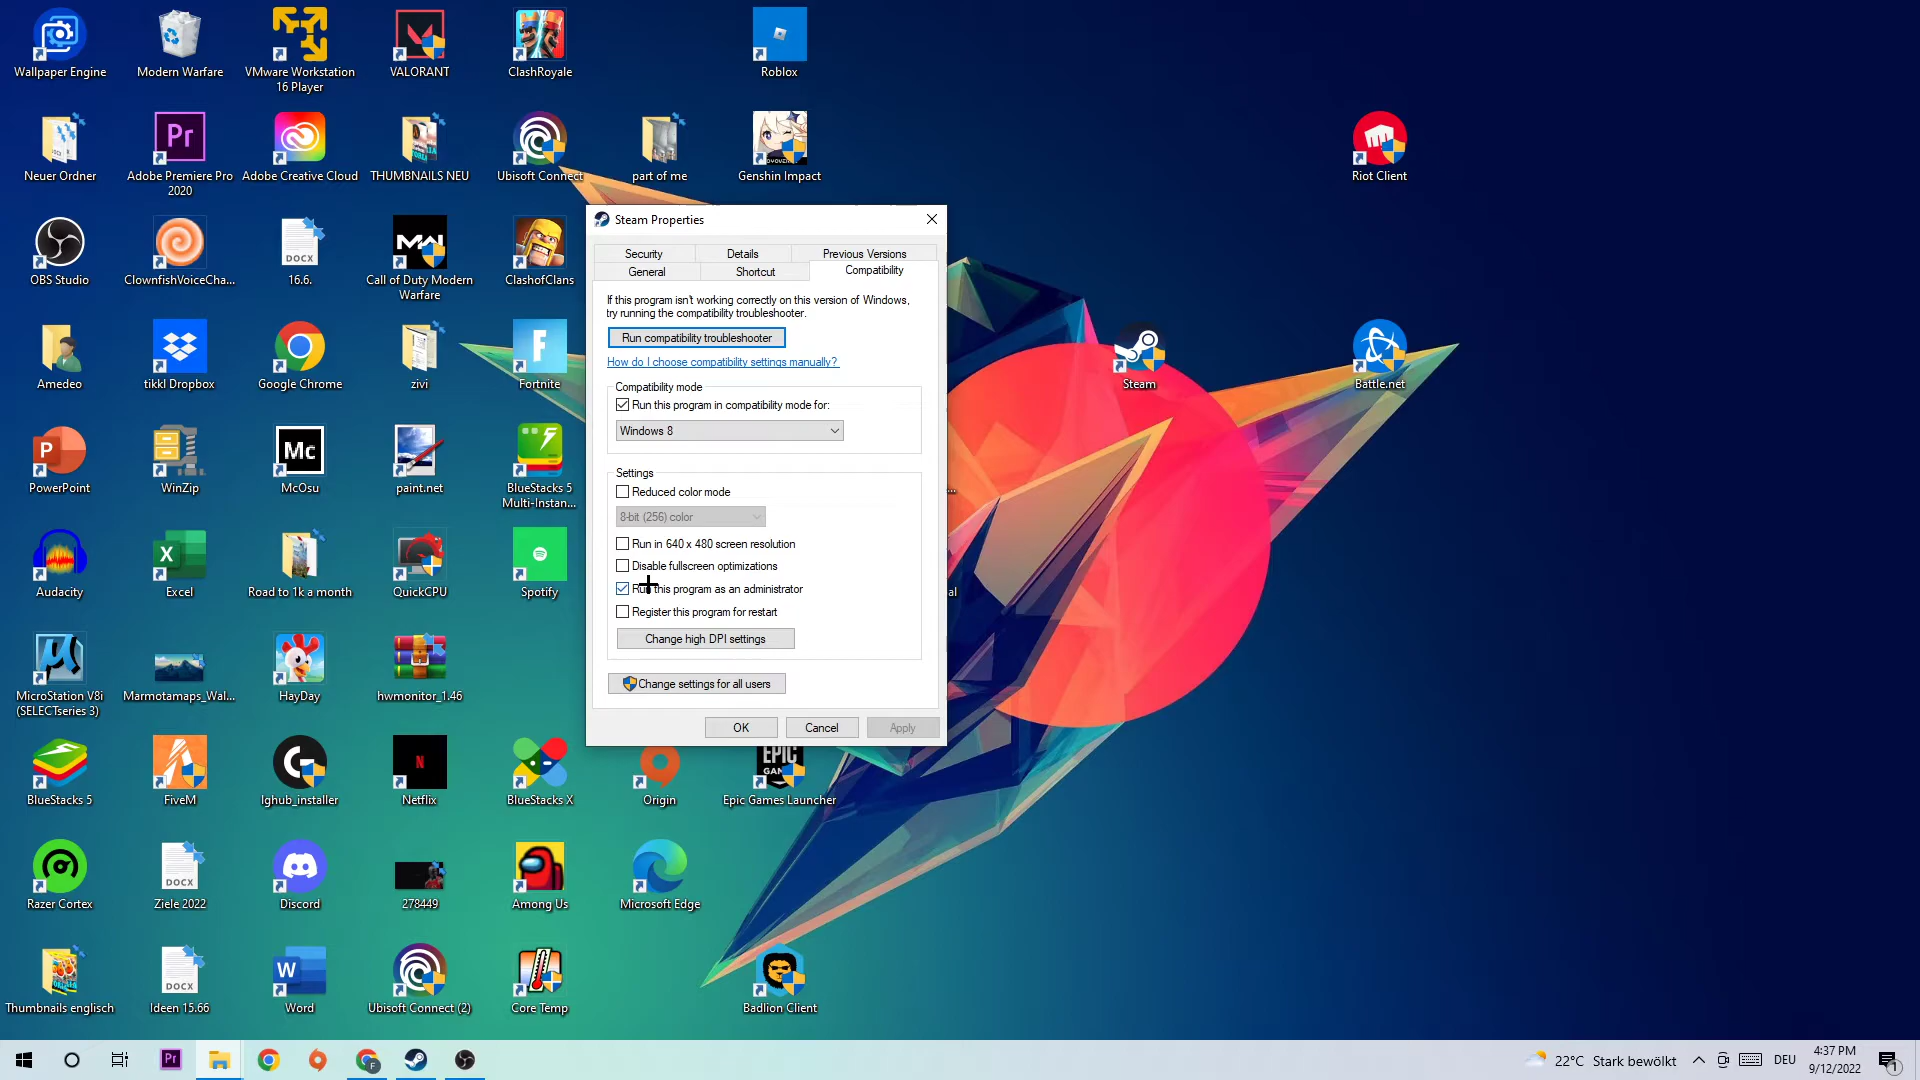 Wallpaper Engine
Modern Warfare
VMware Workstation
16 Player
VALORANT
ClashRoyale
Roblox
Neuer Ordner
Pr
Adobe Premiere Pro
2020
Adobe Creative Cloud
THUMBNAILS NEU
Ubisoft Connect
part of me
Genshin Impact
Riot Client
OBS Studio
ClownfishVoiceCha...
DOCX
16.6.
Call of Duty Modern
Warfare
ClashofClans
Amedeo
tikkl Dropbox
Google Chrome
zivi
Fortnite
Steam
Battle.net
P
PowerPoint
WinZip
Mc
McOsu
paint.net
BlueStacks 5
Multi-Instan...
...
Audacity
X
Excel
Road to 1k a month
QuickCPU
Spotify
al
MicroStation V8i
(SELECTseries 3)
Marmotamaps_Wal...
HayDay
hwmonitor_1.46
BlueStacks 5
FiveM
lghub_installer
N
Netflix
BlueStacks X
Origin
EPIC
Epic Games Launcher
Razer Cortex
DOCX
Ziele 2022
Discord
278449
Among Us
Microsoft Edge
Thumbnails englisch
DOCX
Ideen 15.66
W
Word
Ubisoft Connect (2)
Core Temp
Badlion Client
Steam Properties
Security
Details
Previous Versions
General
Shortcut
Compatibility
If this program isn't working correctly on this version of Windows,
try running the compatibility troubleshooter.
Run compatibility troubleshooter
How do I choose compatibility settings manually?
Compatibility mode
Run this program in compatibility mode for:
Windows 8
Settings
Reduced color mode
8-bit (256) color
Run in 640 x 480 screen resolution
Disable fullscreen optimizations
Run this program as an administrator
Register this program for restart
Change high DPI settings
Change settings for all users
OK
Cancel
Apply
Pr
F
22°C Stark bewölkt
DEU
4:37 PM
9/12/2022
1